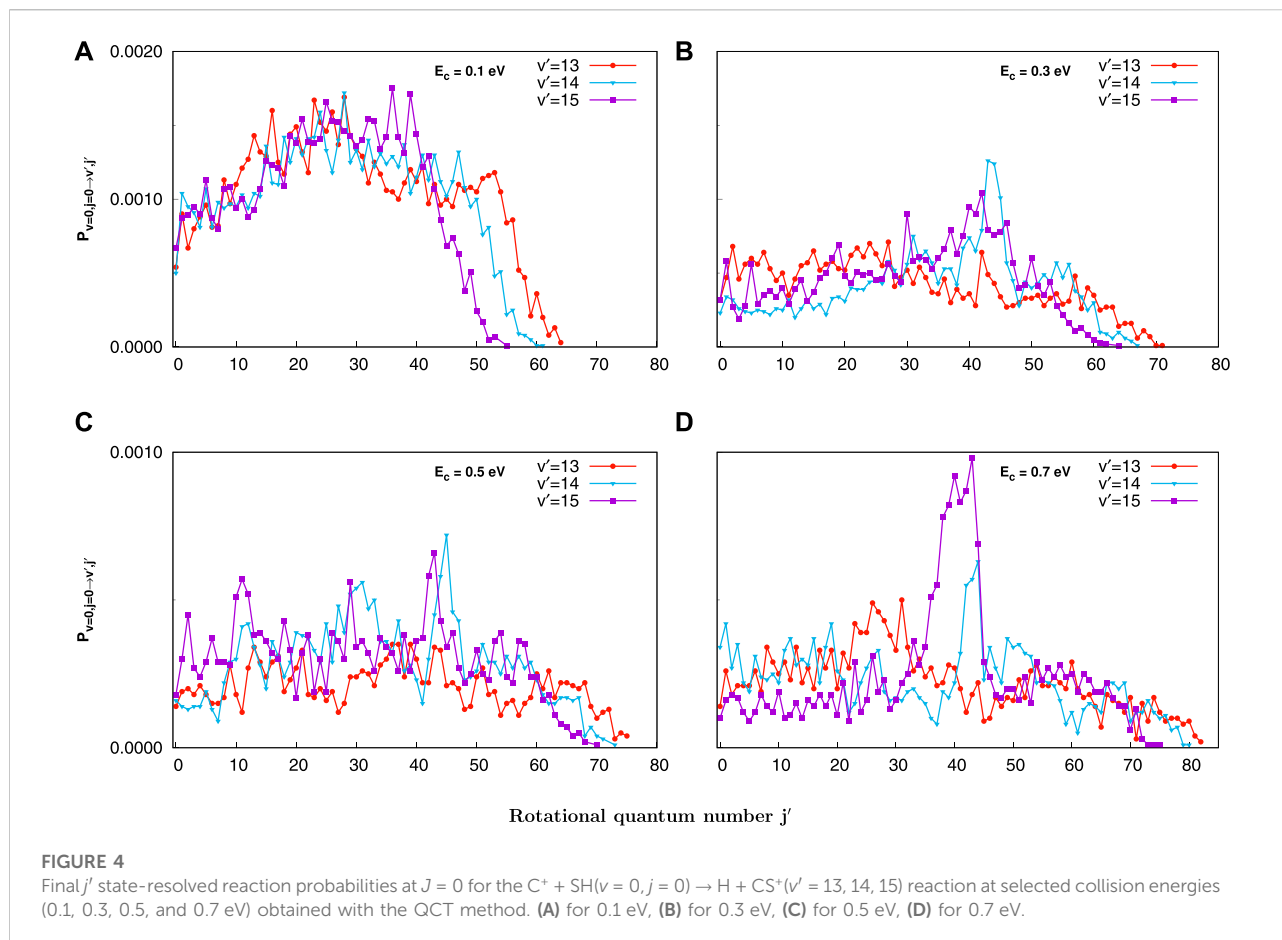 A
B
0.0020
0.0010
0.0000
E_c = 0.1 eV
v′=13
v′=14
v′=15
0 10 20 30 40 50 60 70 80
E_c = 0.3 eV
v′=13
v′=14
v′=15
0 10 20 30 40 50 60 70 80
P_v=0,j=0→v′,j′
C
D
0.0010
0.0000
E_c = 0.5 eV
v′=13
v′=14
v′=15
0 10 20 30 40 50 60 70 80
E_c = 0.7 eV
v′=13
v′=14
v′=15
0 10 20 30 40 50 60 70 80
P_v=0,j=0→v′,j′
Rotational quantum number j′
FIGURE 4
Final j′ state-resolved reaction probabilities at J = 0 for the C⁺ + SH(v = 0, j = 0) → H + CS⁺(v′ = 13, 14, 15) reaction at selected collision energies
(0.1, 0.3, 0.5, and 0.7 eV) obtained with the QCT method. (A) for 0.1 eV, (B) for 0.3 eV, (C) for 0.5 eV, (D) for 0.7 eV.